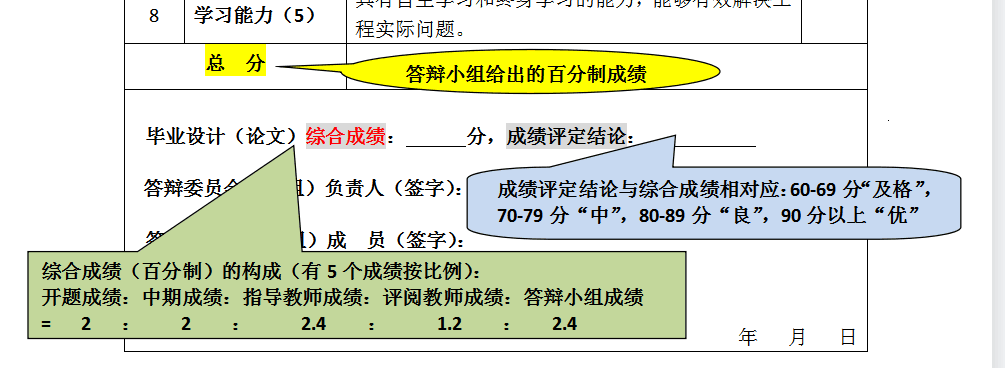 具有自主学习和终身学习的能力，能够有效解决工
8 学习能力（5）
程实际问题。
总 分
答辩小组给出的百分制成绩
毕业设计（论文）综合成绩：______分，成绩评定结论：
答辩委员会 组）负责人（签字）：
成绩评定结论与综合成绩相对应：60-69 分“及格”，
70-79 分“中”，80-89 分“良”，90 分以上“优”
答 组）成 员（签字）：
综合成绩（百分制）的构成（有 5 个成绩按比例）：
开题成绩：中期成绩：指导教师成绩：评阅教师成绩：答辩小组成绩
= 2 ： 2 ： 2.4 ： 1.2 ： 2.4
年 月 日